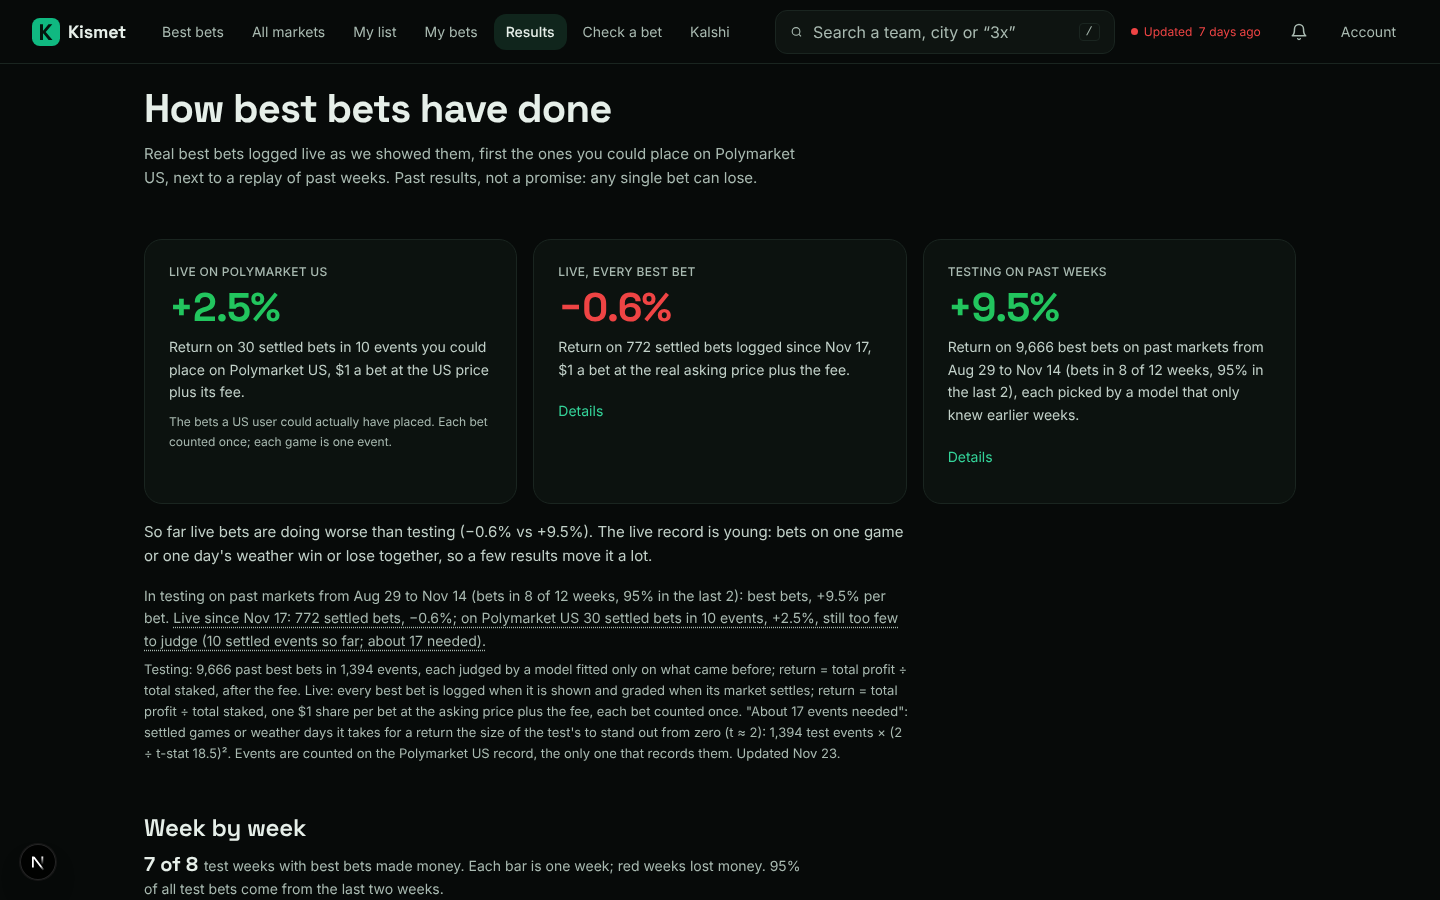 Kismet
Best bets
All markets
My list
My bets
Results
Check a bet
Kalshi
Search a team, city or “3x”
/
Updated 7 days ago
Account
How best bets have done
Real best bets logged live as we showed them, first the ones you could place on Polymarket
US, next to a replay of past weeks. Past results, not a promise: any single bet can lose.
LIVE ON POLYMARKET US
+2.5%
Return on 30 settled bets in 10 events you could
place on Polymarket US, $1 a bet at the US price
plus its fee.
The bets a US user could actually have placed. Each bet
counted once; each game is one event.
LIVE, EVERY BEST BET
−0.6%
Return on 772 settled bets logged since Nov 17,
$1 a bet at the real asking price plus the fee.
Details
TESTING ON PAST WEEKS
+9.5%
Return on 9,666 best bets on past markets from
Aug 29 to Nov 14 (bets in 8 of 12 weeks, 95% in
the last 2), each picked by a model that only
knew earlier weeks.
Details
So far live bets are doing worse than testing (−0.6% vs +9.5%). The live record is young: bets on one game
or one day's weather win or lose together, so a few results move it a lot.
In testing on past markets from Aug 29 to Nov 14 (bets in 8 of 12 weeks, 95% in the last 2): best bets, +9.5% per
bet. Live since Nov 17: 772 settled bets, −0.6%; on Polymarket US 30 settled bets in 10 events, +2.5%, still too few
to judge (10 settled events so far; about 17 needed).
Testing: 9,666 past best bets in 1,394 events, each judged by a model fitted only on what came before; return = total profit ÷
total staked, after the fee. Live: every best bet is logged when it is shown and graded when its market settles; return = total
profit ÷ total staked, one $1 share per bet at the asking price plus the fee, each bet counted once. "About 17 events needed":
settled games or weather days it takes for a return the size of the test's to stand out from zero (t ≈ 2): 1,394 test events × (2
÷ t-stat 18.5)². Events are counted on the Polymarket US record, the only one that records them. Updated Nov 23.
Week by week
7 of 8 test weeks with best bets made money. Each bar is one week; red weeks lost money. 95%
of all test bets come from the last two weeks.